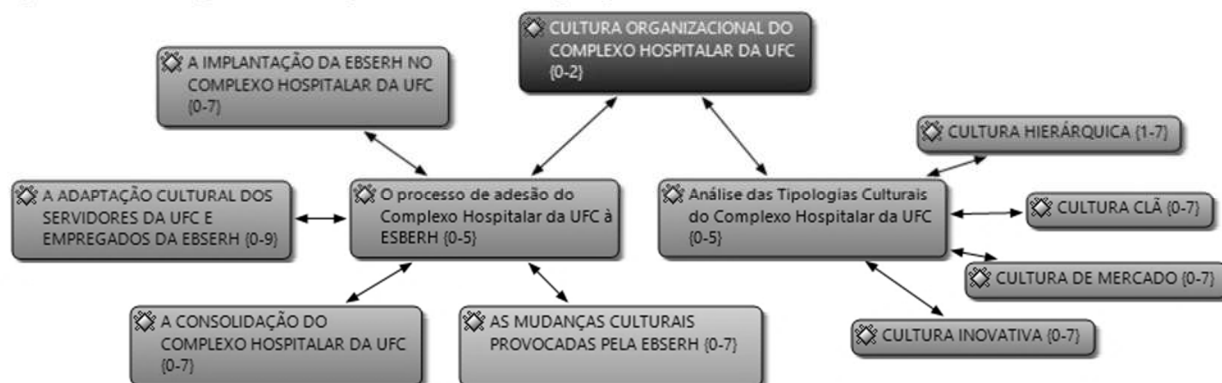 CULTURA ORGANIZACIONAL DO
COMPLEXO HOSPITALAR DA UFC
{0-2}
A IMPLANTAÇÃO DA EBSERH NO
COMPLEXO HOSPITALAR DA UFC
{0-7}
CULTURA HIERÁRQUICA {1-7}
A ADAPTAÇÃO CULTURAL DOS
SERVIDORES DA UFC E
EMPREGADOS DA EBSERH {0-9}
O processo de adesão do
Complexo Hospitalar da UFC à
ESBERH {0-5}
Análise das Tipologias Culturais
do Complexo Hospitalar da UFC
{0-5}
CULTURA CLÃ {0-7}
CULTURA DE MERCADO {0-7}
A CONSOLIDAÇÃO DO
COMPLEXO HOSPITALAR DA UFC
{0-7}
AS MUDANÇAS CULTURAIS
PROVOCADAS PELA EBSERH {0-7}
CULTURA INOVATIVA {0-7}